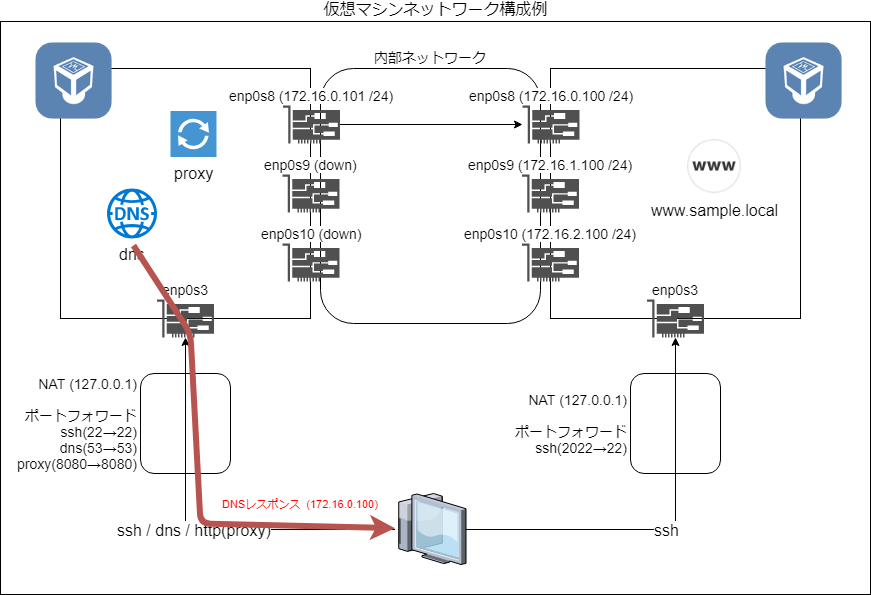 仮想マシンネットワーク構成例
内部ネットワーク
enp0s8 (172.16.0.101 /24)
enp0s8 (172.16.0.100 /24)
proxy
enp0s9 (down)
enp0s9 (172.16.1.100 /24)
www
www.sample.local
DNS
dns
enp0s10 (down)
enp0s10 (172.16.2.100 /24)
enp0s3
enp0s3
NAT (127.0.0.1)
ポートフォワード
ssh(22→22)
dns(53→53)
proxy(8080→8080)
NAT (127.0.0.1)
ポートフォワード
ssh(2022→22)
DNSレスポンス (172.16.0.100)
ssh / dns / http(proxy)
ssh